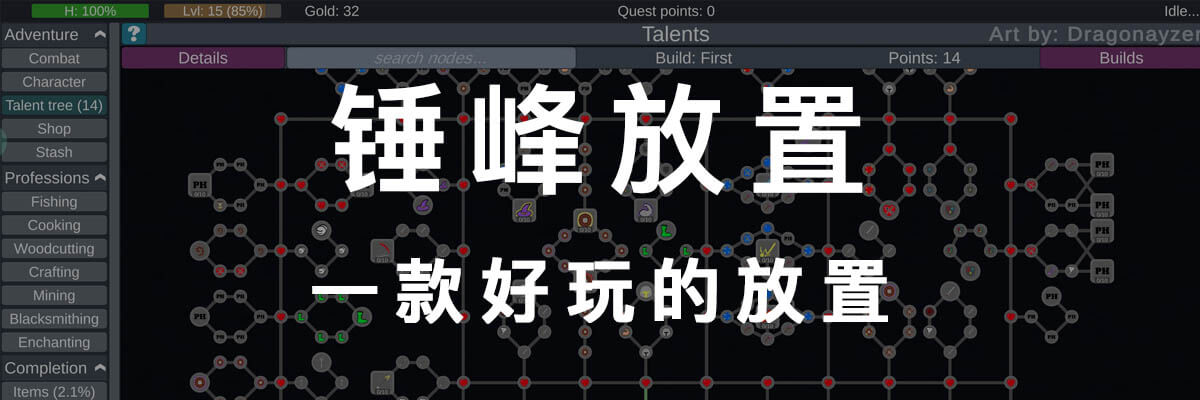 H: 100% Lvl: 15 (85%) Gold: 32 Quest points: 0 Idle...
Adventure ? Talents Art by: Dragonayzer
Combat Details search nodes... Build: First Points: 14 Builds
Character
Talent tree (14)
Shop
Stash
Professions
Fishing
Cooking
Woodcutting
Crafting
Mining
Blacksmithing
Enchanting
Completion
Items (2.1%)
锤峰放置
一款好玩的放置